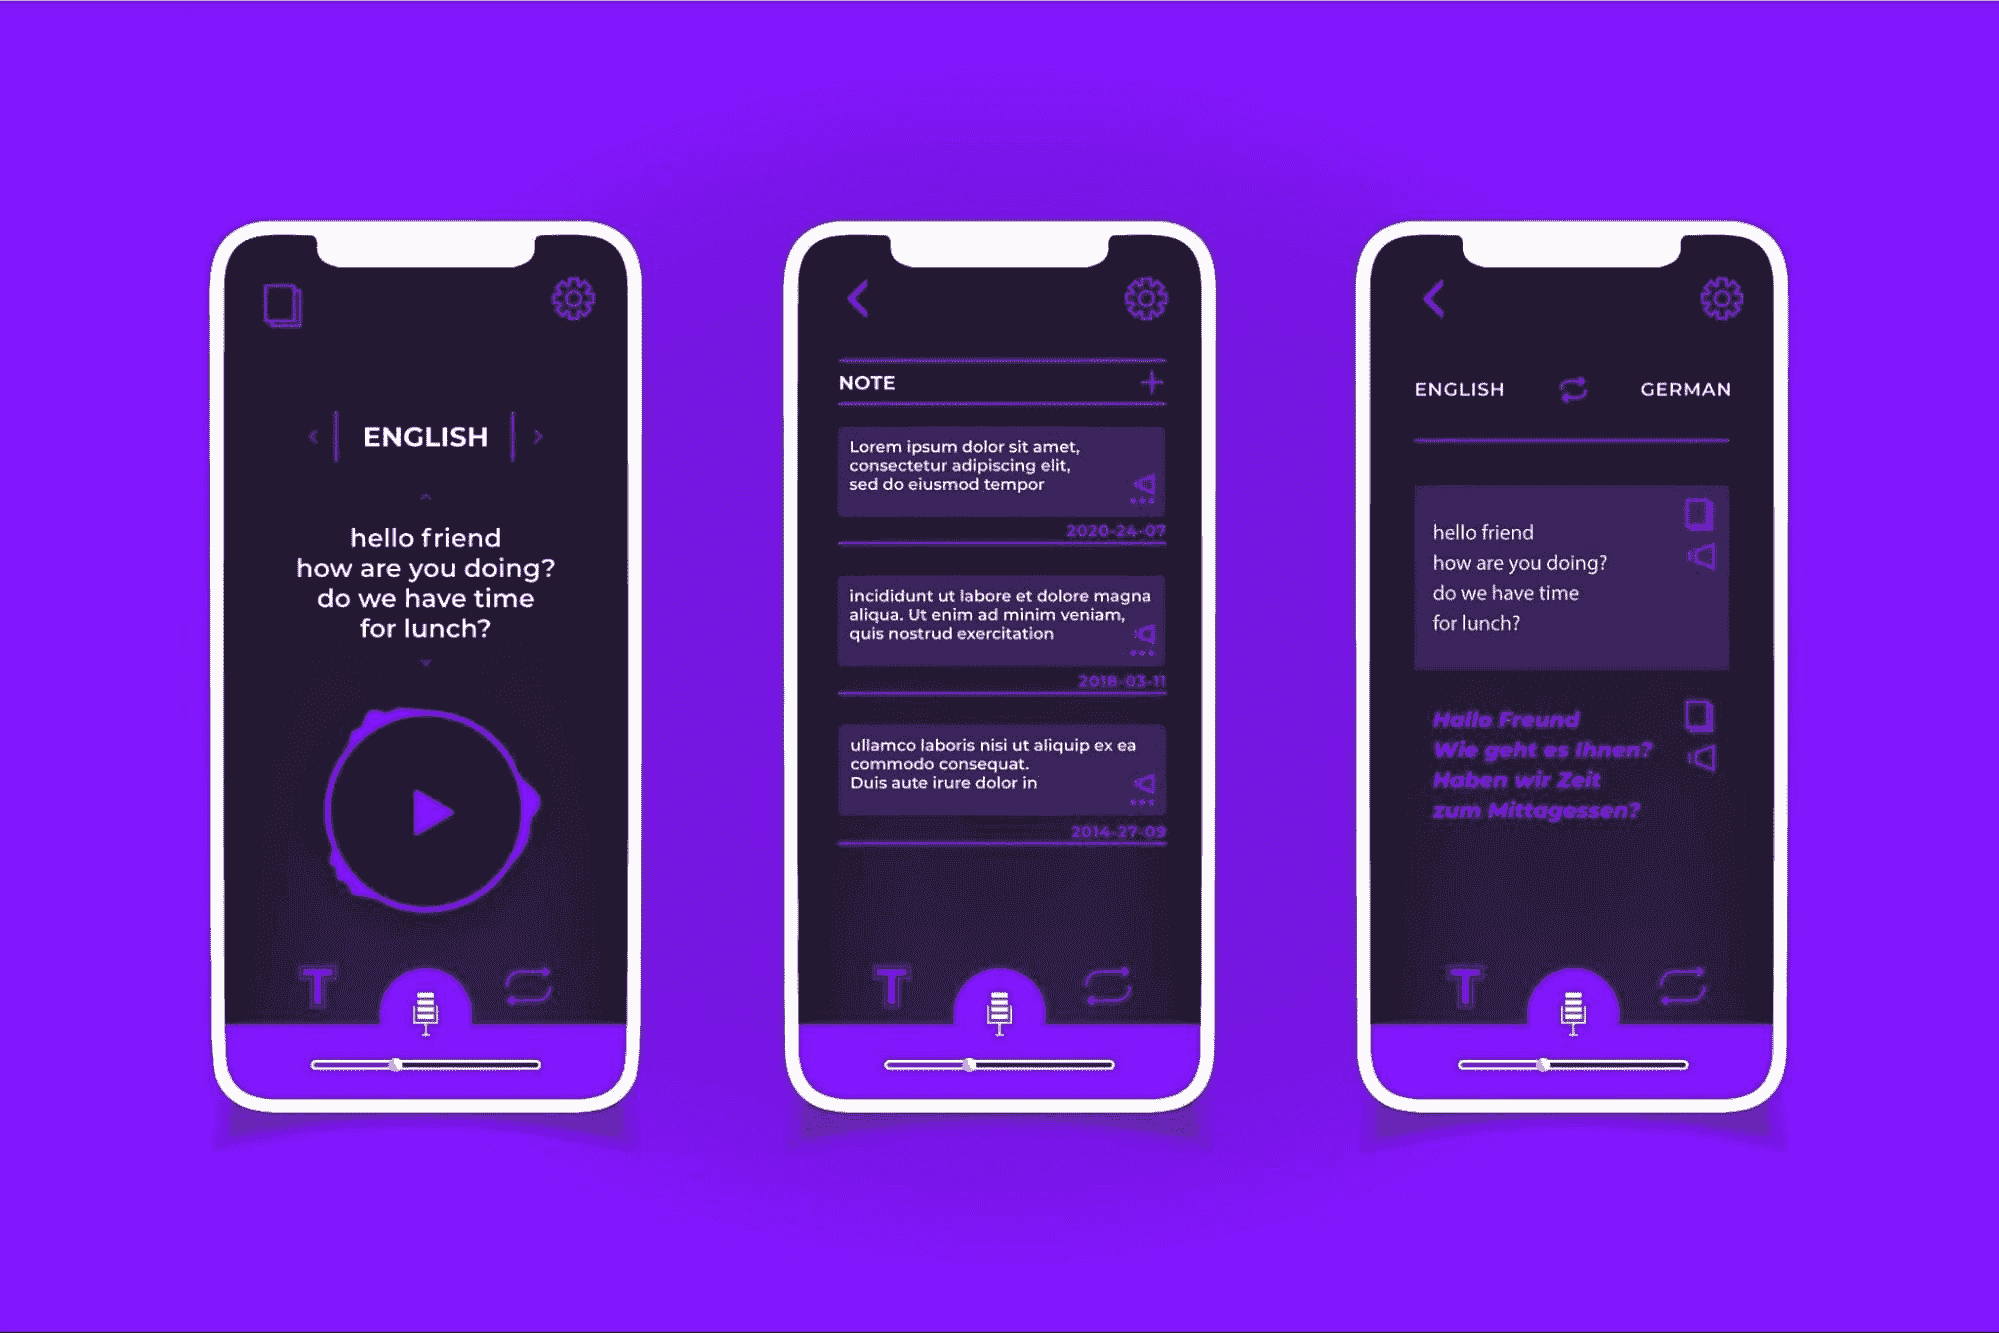 ENGLISH
hello friend
how are you doing?
do we have time
for lunch?
T
NOTE
Lorem ipsum dolor sit amet,
consectetur adipiscing elit,
sed do eiusmod tempor
2020-24-07
incididunt ut labore et dolore magna
aliqua. Ut enim ad minim veniam,
quis nostrud exercitation
2018-03-11
ullamco laboris nisi ut aliquip ex ea
commodo consequat.
Duis aute irure dolor in
2014-27-09
T
ENGLISH GERMAN
hello friend
how are you doing?
do we have time
for lunch?
Hallo Freund
Wie geht es Ihnen?
Haben wir Zeit
zum Mittagessen?
T